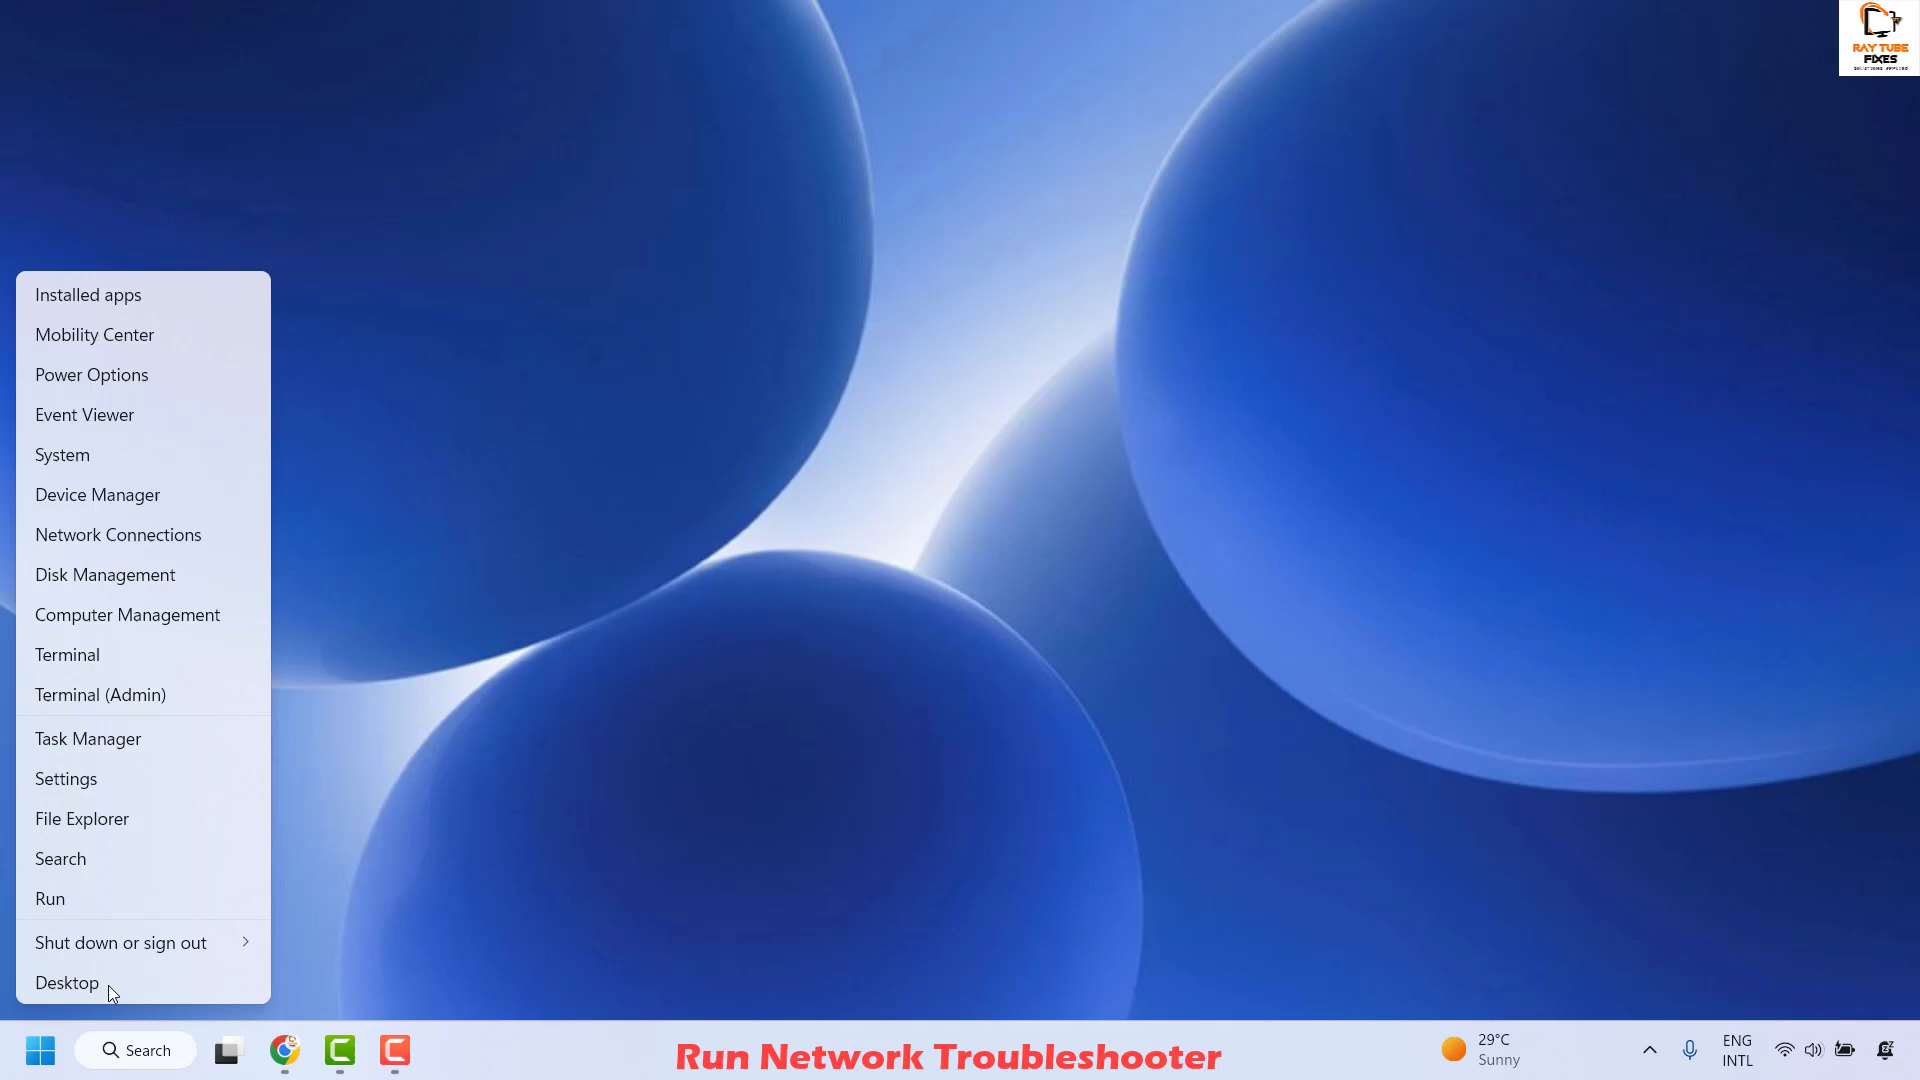 RAY TUBE
FIXES
Installed apps
Mobility Center
Power Options
Event Viewer
System
Device Manager
Network Connections
Disk Management
Computer Management
Terminal
Terminal (Admin)
Task Manager
Settings
File Explorer
Search
Run
Shut down or sign out
Desktop
Search
Run Network Troubleshooter
29°C
Sunny
ENG
INTL